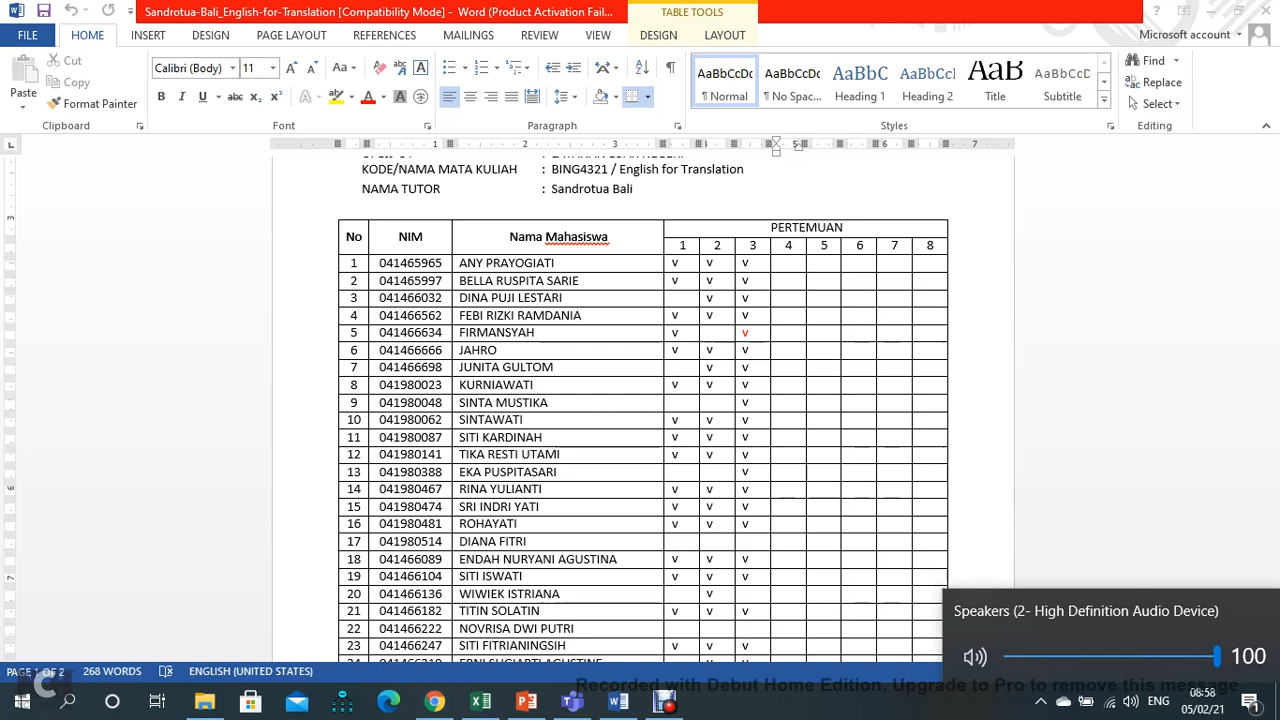 Sandrotua-Bali_English-for-Translation [Compatibility Mode] - Word (Product Activation Fail...
TABLE TOOLS
FILE HOME INSERT DESIGN PAGE LAYOUT REFERENCES MAILINGS REVIEW VIEW DESIGN LAYOUT Microsoft account
Paste
Cut
Copy
Format Painter
Calibri (Body) 11
AaBbCcDc AaBbCcDc AaBbC AaBbCc AaB AaBbCcD
¶ Normal ¶ No Spac... Heading 1 Heading 2 Title Subtitle
Find
Replace
Select
Clipboard Font Paragraph Styles Editing
KODE/NAMA MATA KULIAH : BING4321 / English for Translation
NAMA TUTOR : Sandrotua Bali
No NIM Nama Mahasiswa PERTEMUAN
1 2 3 4 5 6 7 8
1 041465965 ANY PRAYOGIATI v v v
2 041465997 BELLA RUSPITA SARIE v v v
3 041466032 DINA PUJI LESTARI v v
4 041466562 FEBI RIZKI RAMDANIA v v v
5 041466634 FIRMANSYAH v v
6 041466666 JAHRO v v v
7 041466698 JUNITA GULTOM v v
8 041980023 KURNIAWATI v v v
9 041980048 SINTA MUSTIKA v
10 041980062 SINTAWATI v v v
11 041980087 SITI KARDINAH v v v
12 041980141 TIKA RESTI UTAMI v v v
13 041980388 EKA PUSPITASARI v
14 041980467 RINA YULIANTI v v v
15 041980474 SRI INDRI YATI v v v
16 041980481 ROHAYATI v v v
17 041980514 DIANA FITRI
18 041466089 ENDAH NURYANI AGUSTINA v v v
19 041466104 SITI ISWATI v v v
20 041466136 WIWIEK ISTRIANA v
21 041466182 TITIN SOLATIN v v v
22 041466222 NOVRISA DWI PUTRI
23 041466247 SITI FITRIANINGSIH v v v
Speakers (2- High Definition Audio Device)
100
PAGE 1 OF 2 268 WORDS ENGLISH (UNITED STATES)
Recorded with Debut Home Edition. Upgrade to Pro to remove this message
ENG
08:58
05/02/21